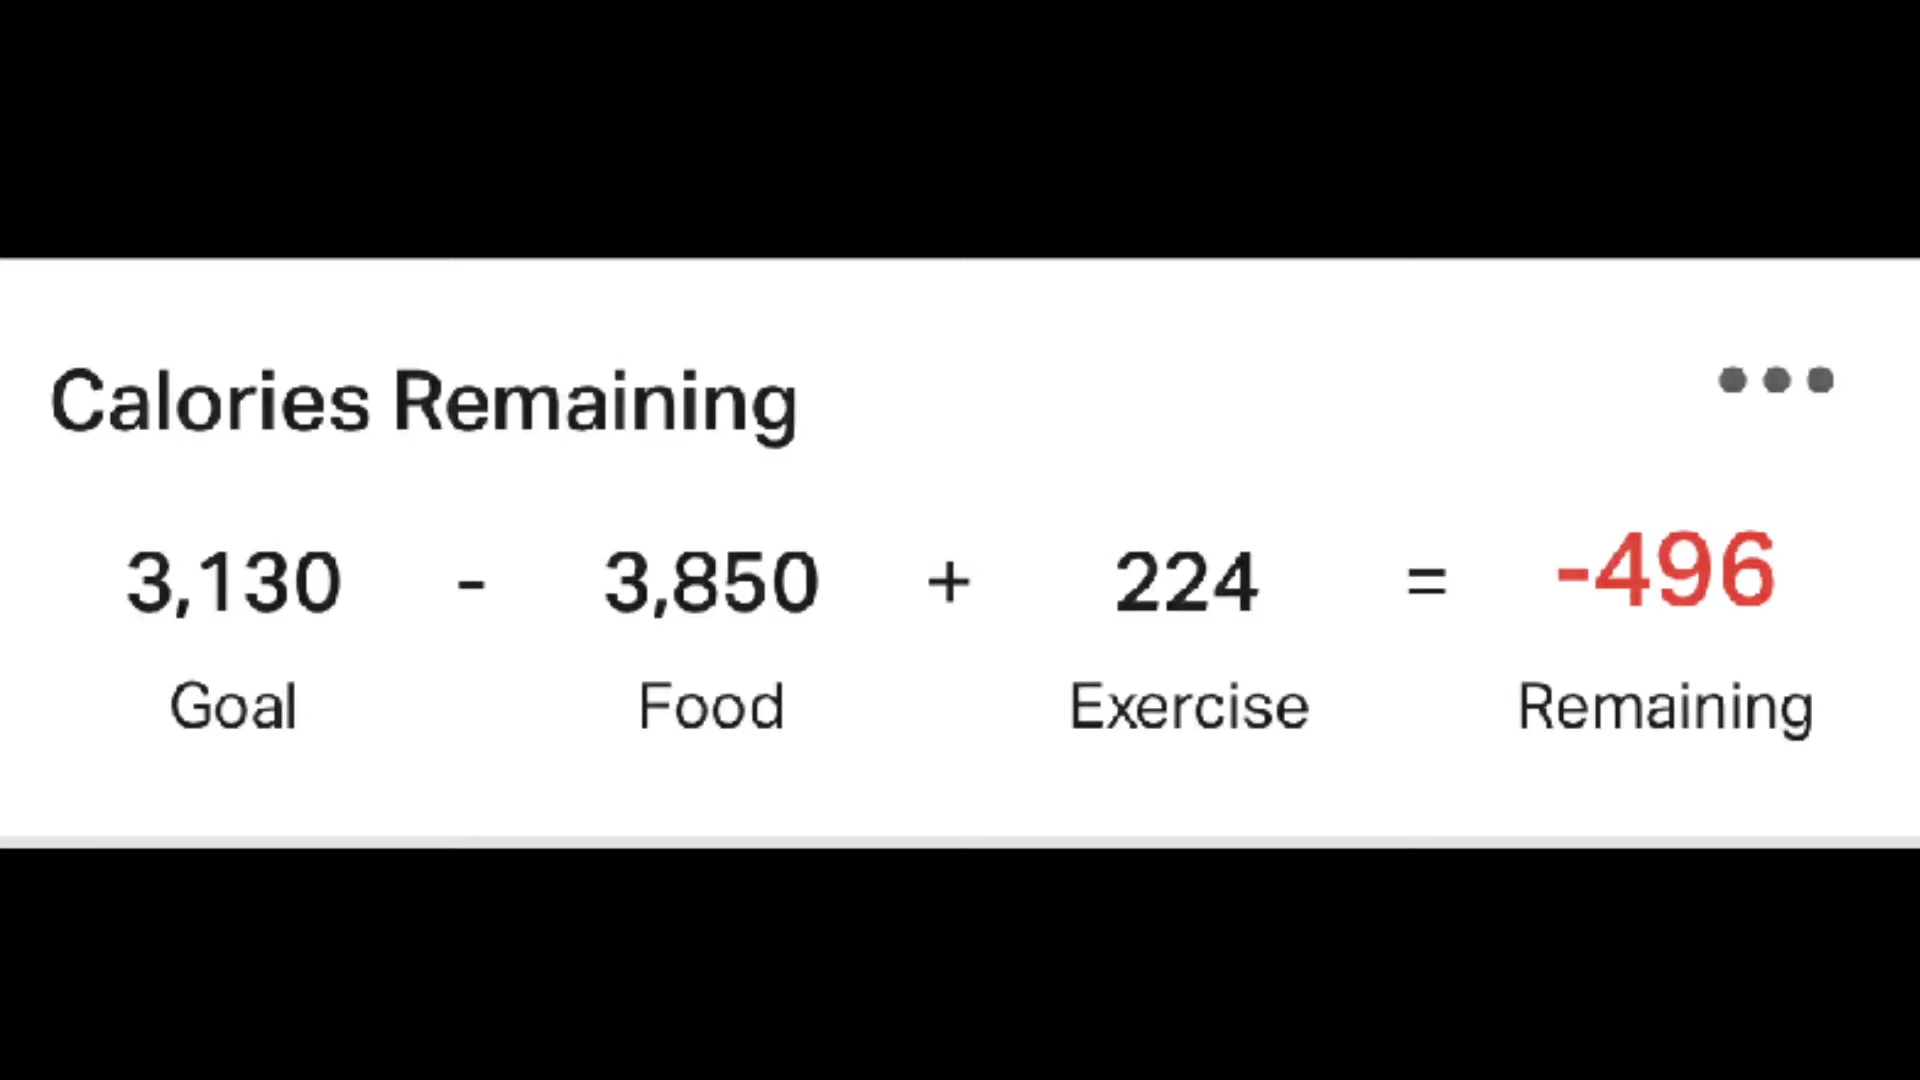 Calories Remaining
3,130 - 3,850 + 224 = -496
Goal Food Exercise Remaining